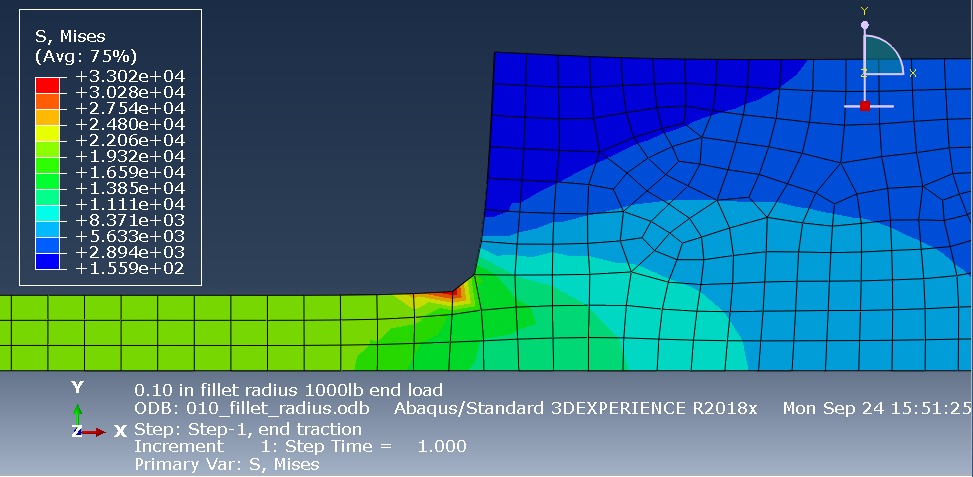 S, Mises
(Avg: 75%)
+3.302e+04
+3.028e+04
+2.754e+04
+2.480e+04
+2.206e+04
+1.932e+04
+1.659e+04
+1.385e+04
+1.111e+04
+8.371e+03
+5.633e+03
+2.894e+03
+1.559e+02
Y
Z X
Y
Z X
0.10 in fillet radius 1000lb end load
ODB: 010_fillet_radius.odb Abaqus/Standard 3DEXPERIENCE R2018x Mon Sep 24 15:51:25
Step: Step-1, end traction
Increment 1: Step Time = 1.000
Primary Var: S, Mises